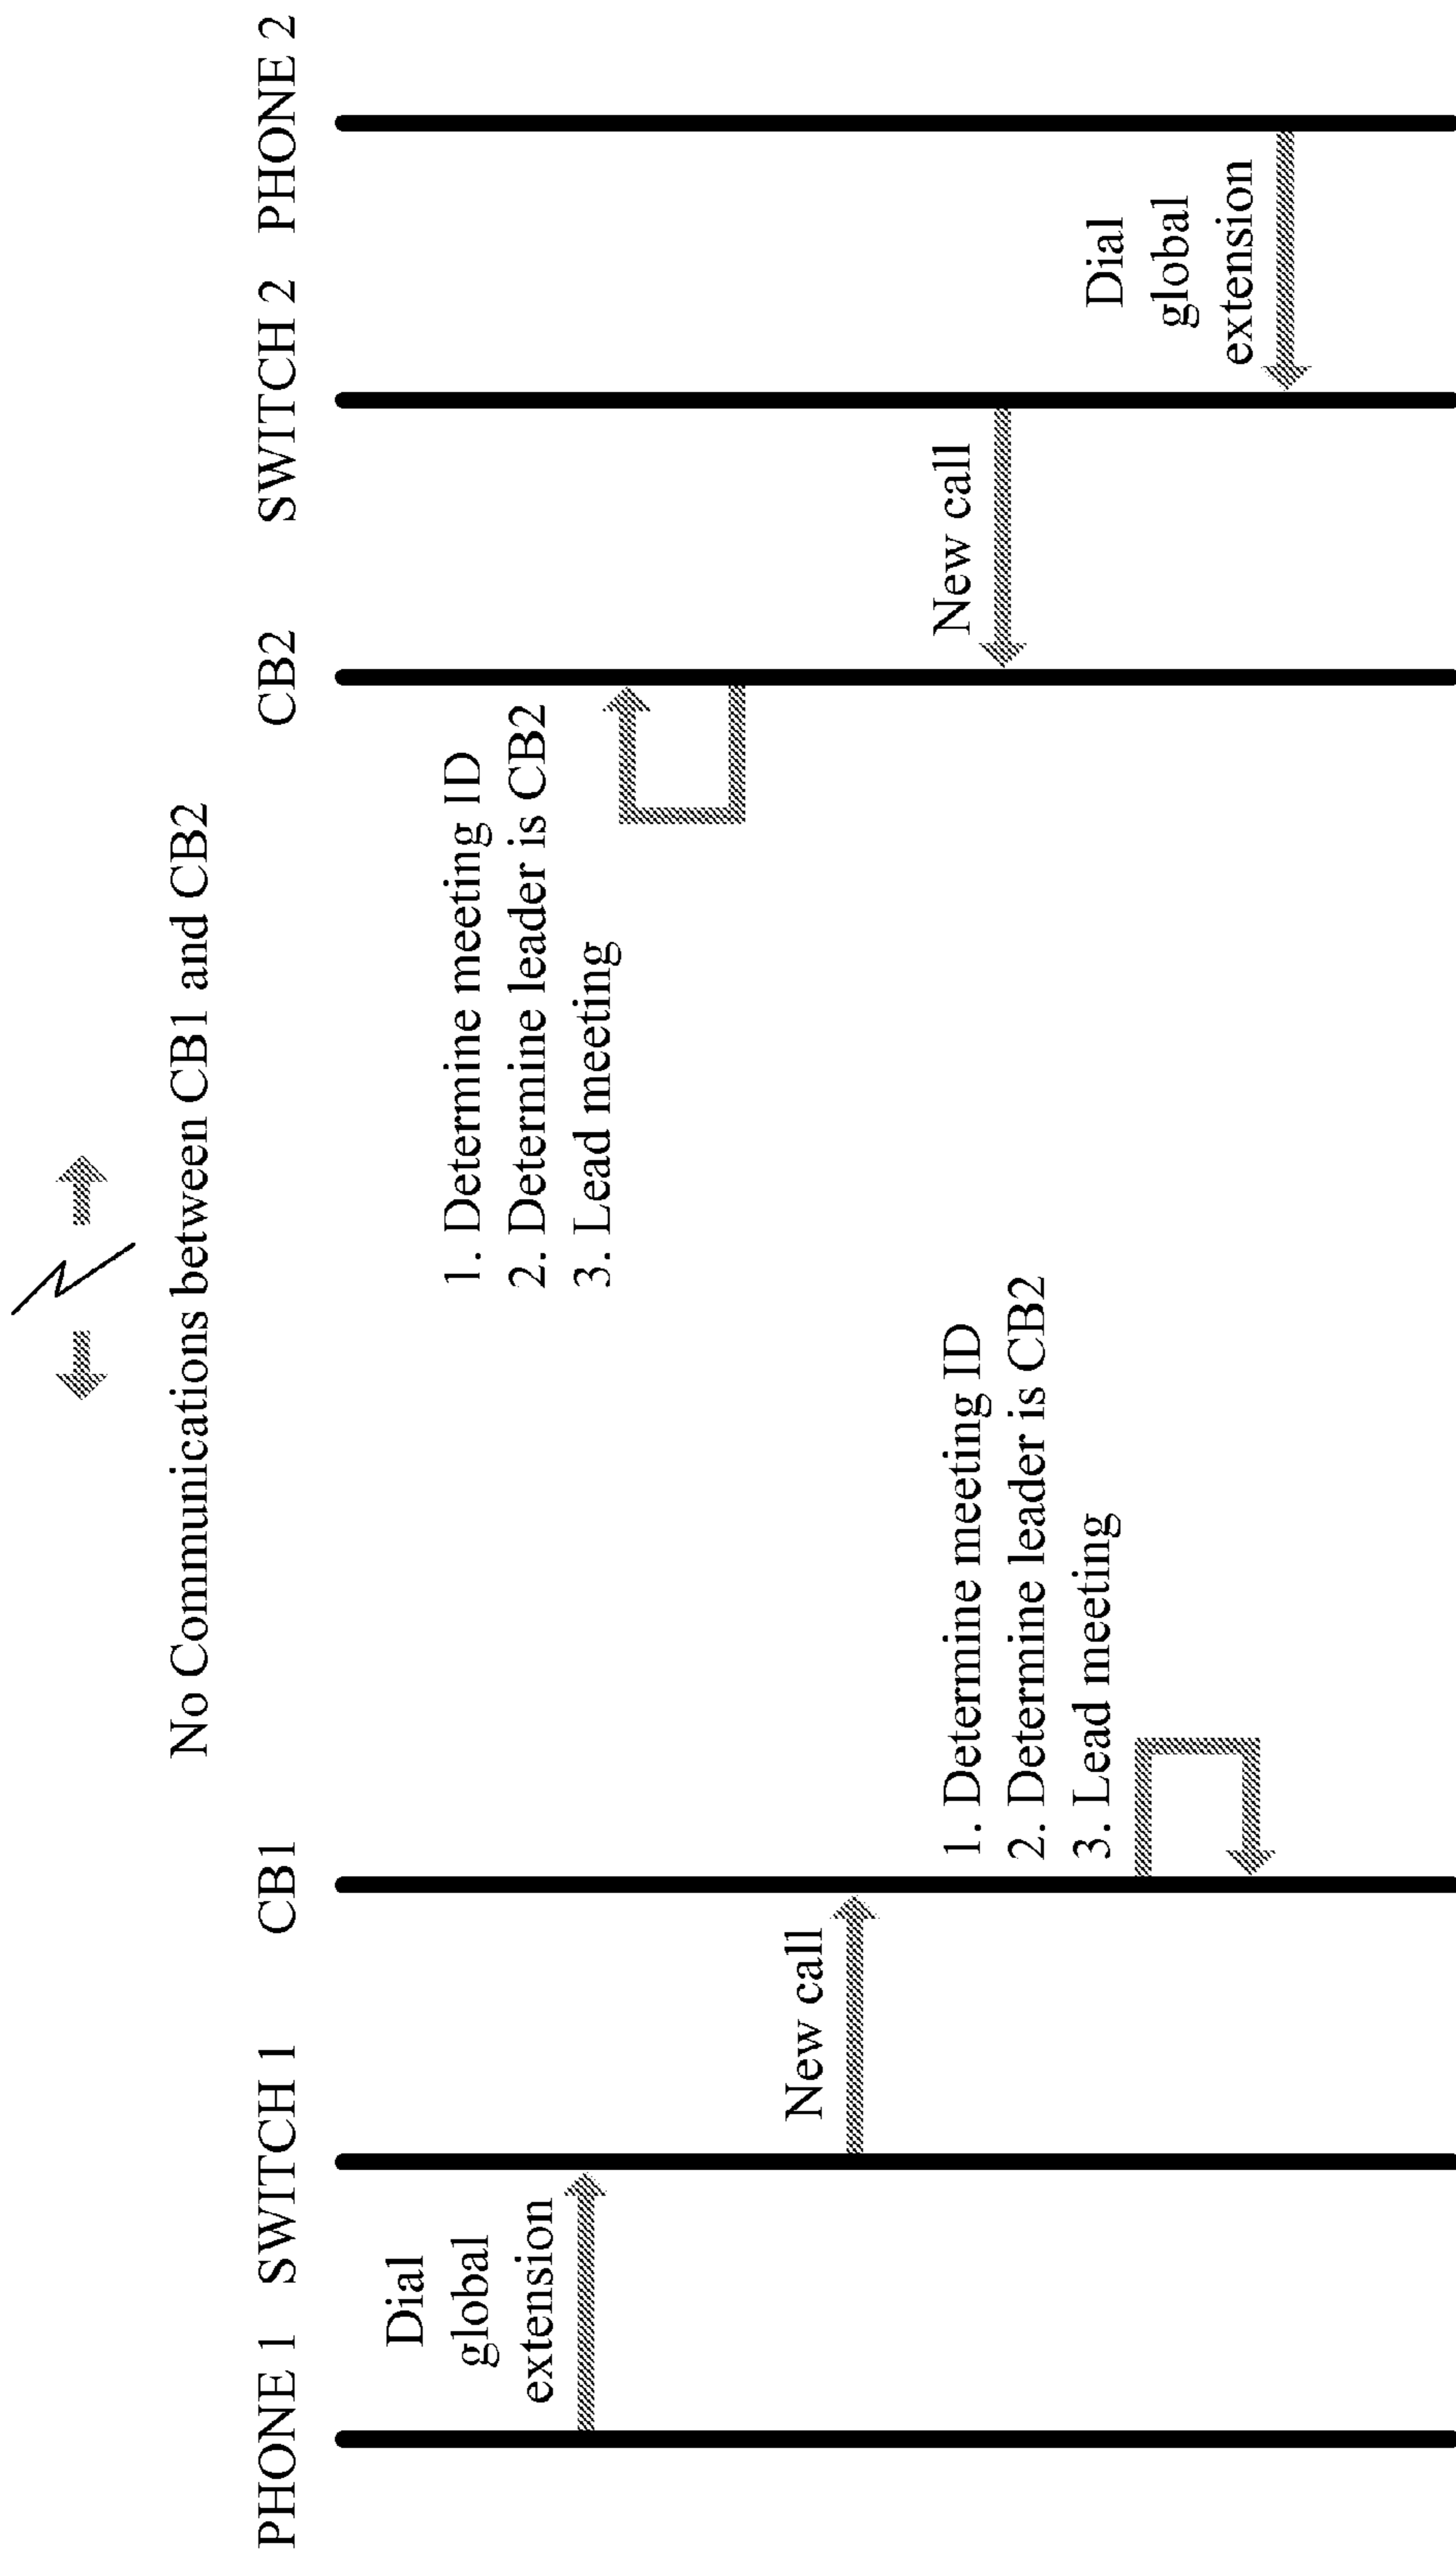 No Communications between CB1 and CB2
PHONE 1
SWITCH 1
CB1
CB2
SWITCH 2
PHONE 2
Dial
global
extension
New call
1. Determine meeting ID
2. Determine leader is CB2
3. Lead meeting
1. Determine meeting ID
2. Determine leader is CB2
3. Lead meeting
New call
Dial
global
extension